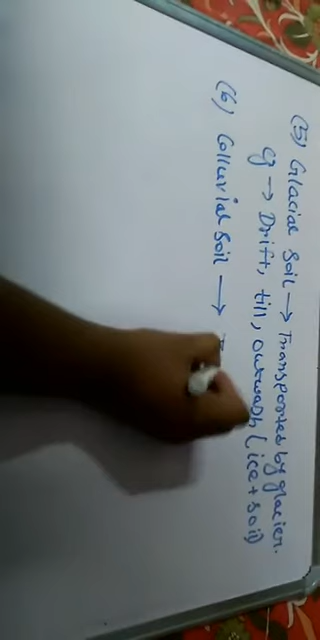 (5) Glacial Soil → Transported by glacier.
eg → Drift, till, outwash (ice + soil)
(6) Colluvial Soil →